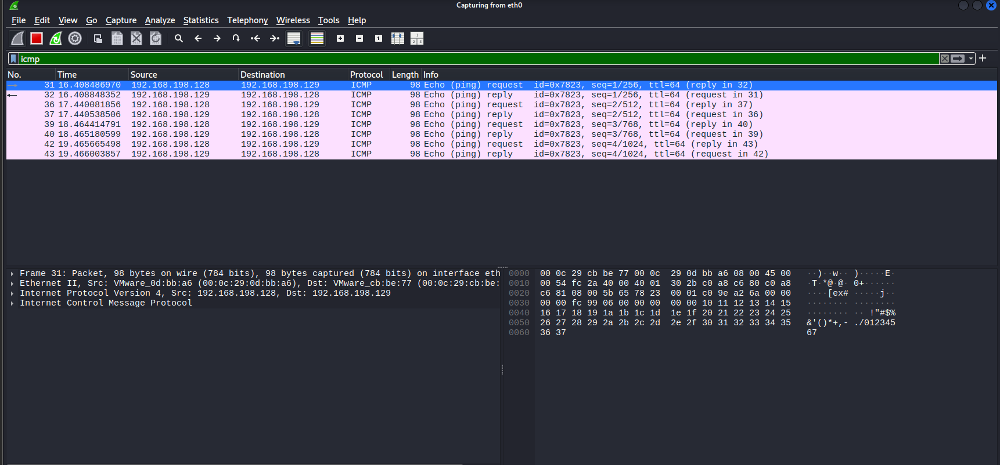 Capturing from eth0
File Edit View Go Capture Analyze Statistics Telephony Wireless Tools Help
icmp
No. Time Source Destination Protocol Length Info
31 16.408486970 192.168.198.128 192.168.198.129 ICMP 98 Echo (ping) request id=0x7823, seq=1/256, ttl=64 (reply in 32)
32 16.408848352 192.168.198.129 192.168.198.128 ICMP 98 Echo (ping) reply id=0x7823, seq=1/256, ttl=64 (request in 31)
36 17.440081856 192.168.198.128 192.168.198.129 ICMP 98 Echo (ping) request id=0x7823, seq=2/512, ttl=64 (reply in 37)
37 17.440538506 192.168.198.129 192.168.198.128 ICMP 98 Echo (ping) reply id=0x7823, seq=2/512, ttl=64 (request in 36)
39 18.464414791 192.168.198.128 192.168.198.129 ICMP 98 Echo (ping) request id=0x7823, seq=3/768, ttl=64 (reply in 40)
40 18.465180599 192.168.198.129 192.168.198.128 ICMP 98 Echo (ping) reply id=0x7823, seq=3/768, ttl=64 (request in 39)
42 19.465665498 192.168.198.128 192.168.198.129 ICMP 98 Echo (ping) request id=0x7823, seq=4/1024, ttl=64 (reply in 43)
43 19.466003857 192.168.198.129 192.168.198.128 ICMP 98 Echo (ping) reply id=0x7823, seq=4/1024, ttl=64 (request in 42)
Frame 31: Packet, 98 bytes on wire (784 bits), 98 bytes captured (784 bits) on interface eth
Ethernet II, Src: VMware_0d:bb:a6 (00:0c:29:0d:bb:a6), Dst: VMware_cb:be:77 (00:0c:29:cb:be:
Internet Protocol Version 4, Src: 192.168.198.128, Dst: 192.168.198.129
Internet Control Message Protocol
0000 00 0c 29 cb be 77 00 0c 29 0d bb a6 08 00 45 00 ··)··w·· )·····E·
0010 00 54 fc 2a 40 00 40 01 30 2b c0 a8 c6 80 c0 a8 ·T·*@·@· 0+······
0020 c6 81 08 00 5b 65 78 23 00 01 c0 9e a2 6a 00 00 ····[ex# ·····j··
0030 00 00 fc 99 06 00 00 00 00 00 10 11 12 13 14 15 ········ ········
0040 16 17 18 19 1a 1b 1c 1d 1e 1f 20 21 22 23 24 25 ········ ·· !"#$%
0050 26 27 28 29 2a 2b 2c 2d 2e 2f 30 31 32 33 34 35 &'()*+,- ./012345
0060 36 37 67